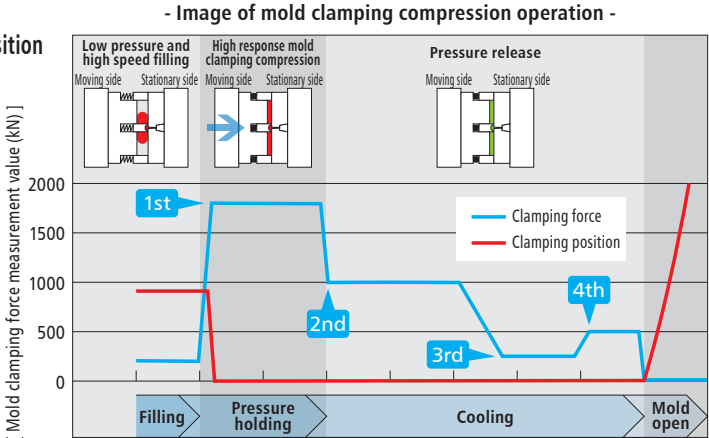 - Image of mold clamping compression operation -
sition
Low pressure and
high speed filling
High response mold
clamping compression
Pressure release
Moving side
Stationary side
Moving side
Stationary side
Moving side
Stationary side
Mold clamping force measurement value (kN) ]
2000
1500
1000
500
0
1st
2nd
3rd
4th
Clamping force
Clamping position
Filling
Pressure
holding
Cooling
Mold
open